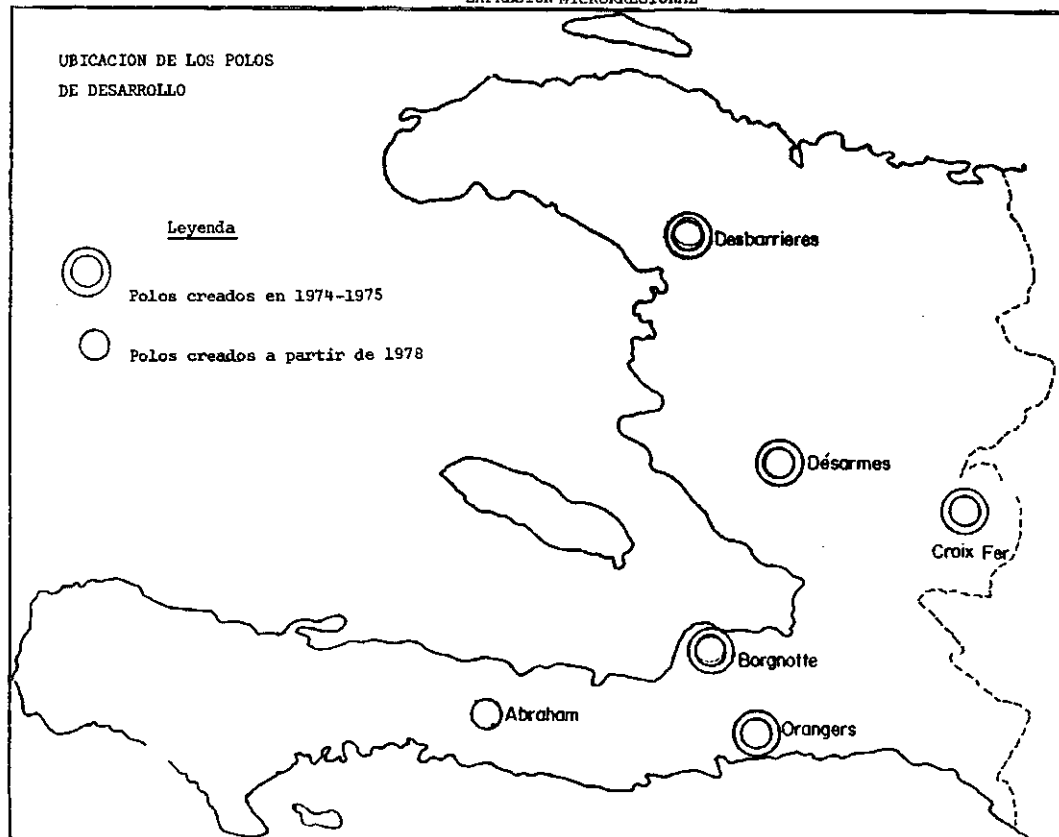 UBICACION DE LOS POLOS
DE DESARROLLO
Leyenda
Polos creados en 1974-1975
Polos creados a partir de 1978
Desbarrieres
Désarmes
Croix Fer
Borgnotte
Abraham
Orangers